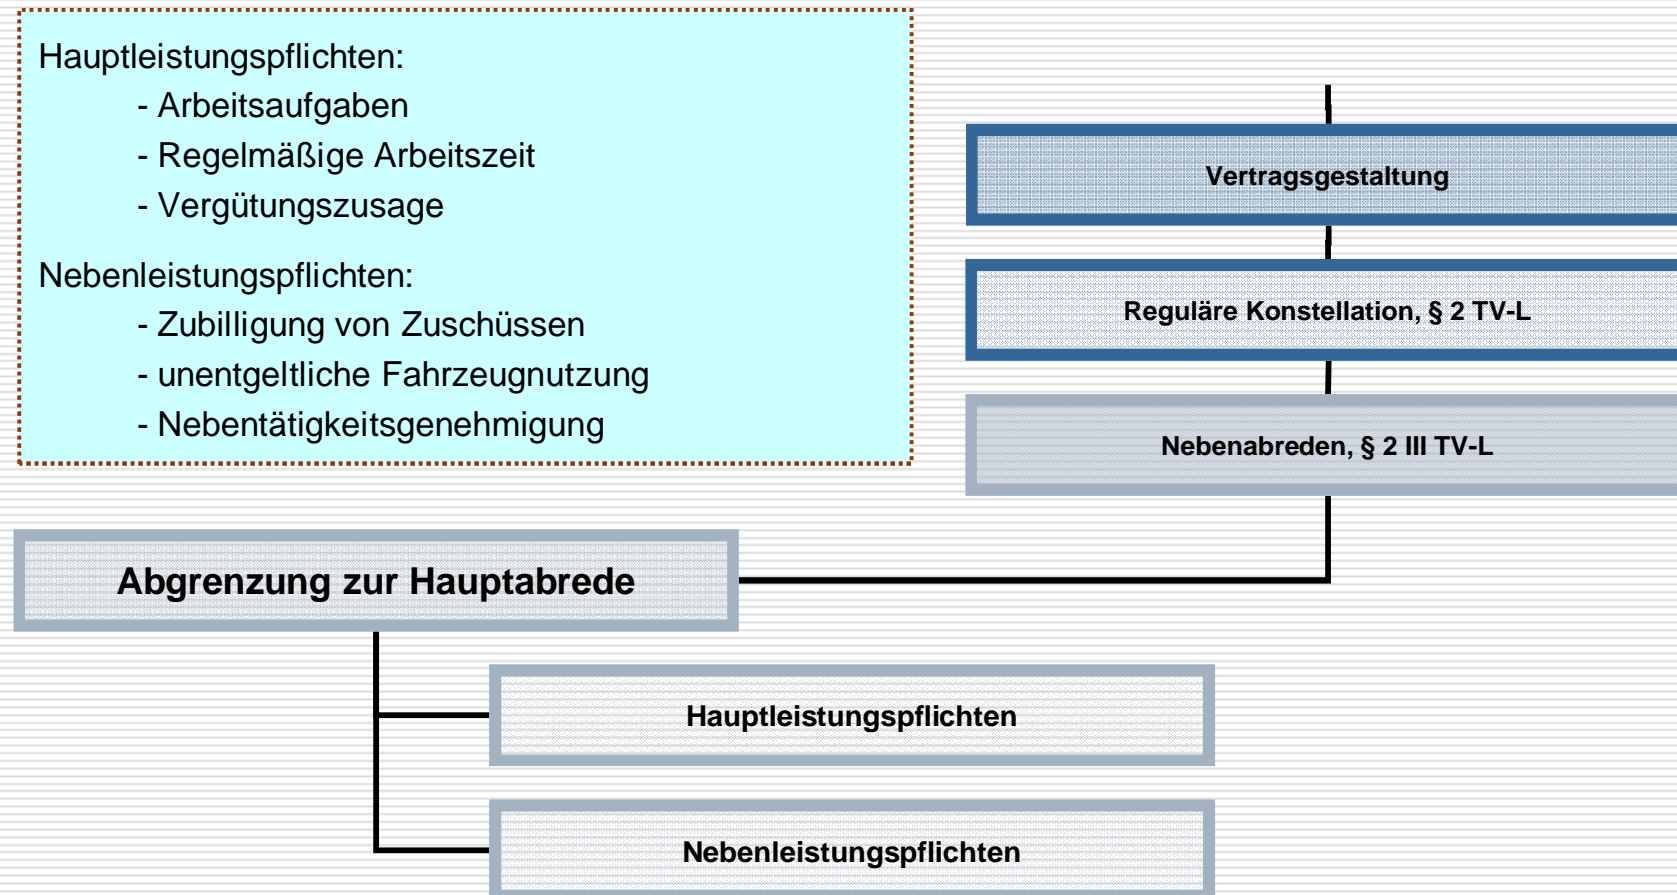 Hauptleistungspflichten:
- Arbeitsaufgaben
- Regelmäßige Arbeitszeit
- Vergütungszusage
Nebenleistungspflichten:
- Zubilligung von Zuschüssen
- unentgeltliche Fahrzeugnutzung
- Nebentätigkeitsgenehmigung
Vertragsgestaltung
Reguläre Konstellation, § 2 TV-L
Nebenabreden, § 2 III TV-L
Abgrenzung zur Hauptabrede
Hauptleistungspflichten
Nebenleistungspflichten